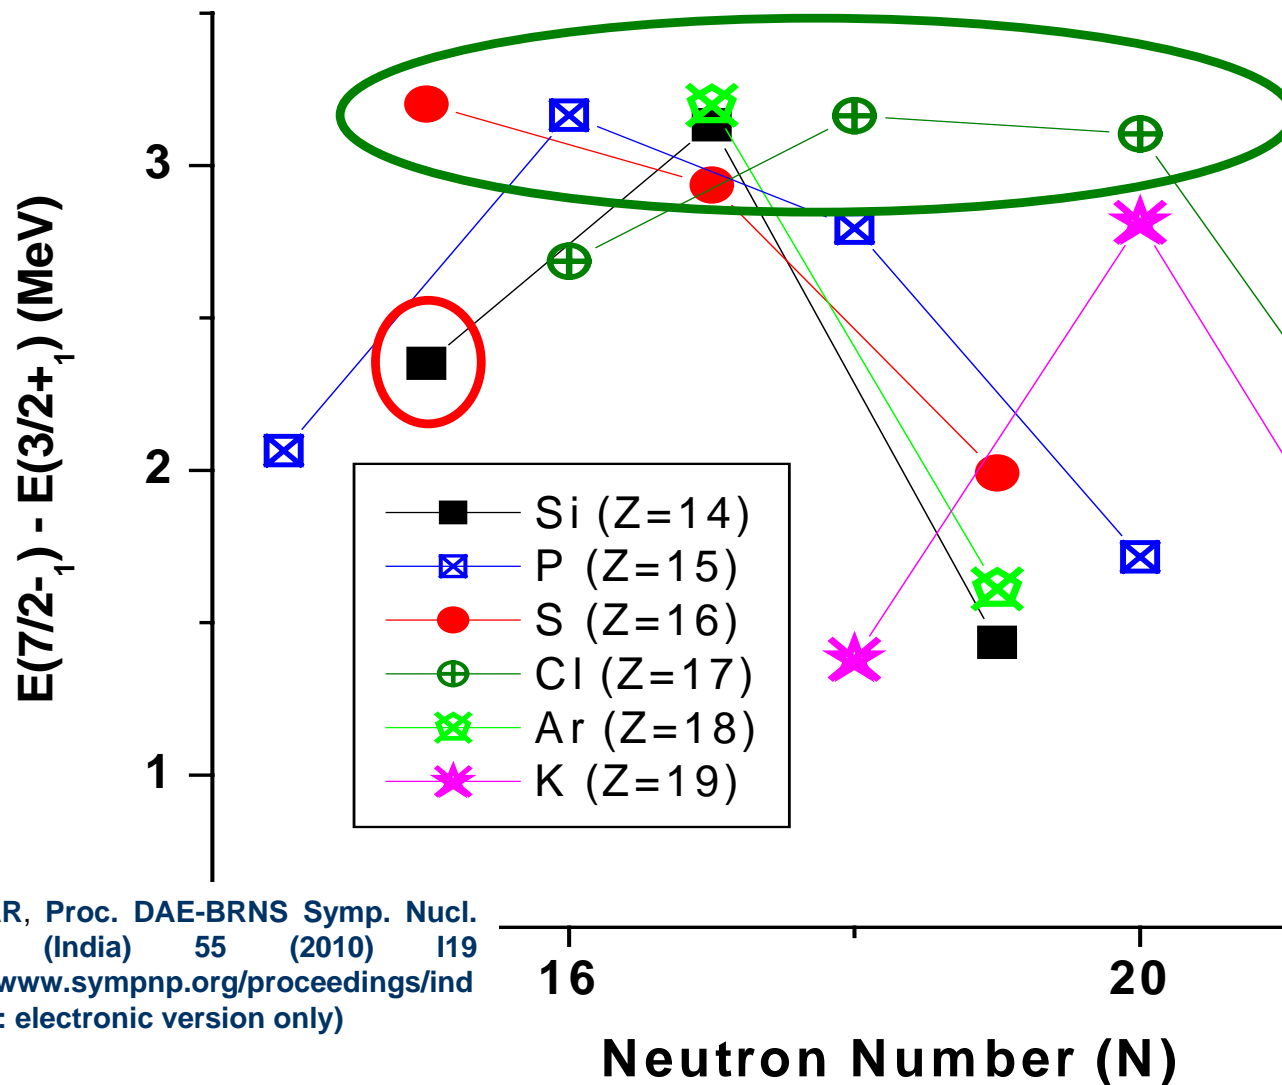 3
2
1
E(7/2-₁) - E(3/2+₁) (MeV)
Si (Z=14)
P (Z=15)
S (Z=16)
Cl (Z=17)
Ar (Z=18)
K (Z=19)
R, Proc. DAE-BRNS Symp. Nucl.
(India) 55 (2010) I19
www.sympnp.org/proceedings/ind
: electronic version only)
16
20
Neutron Number (N)